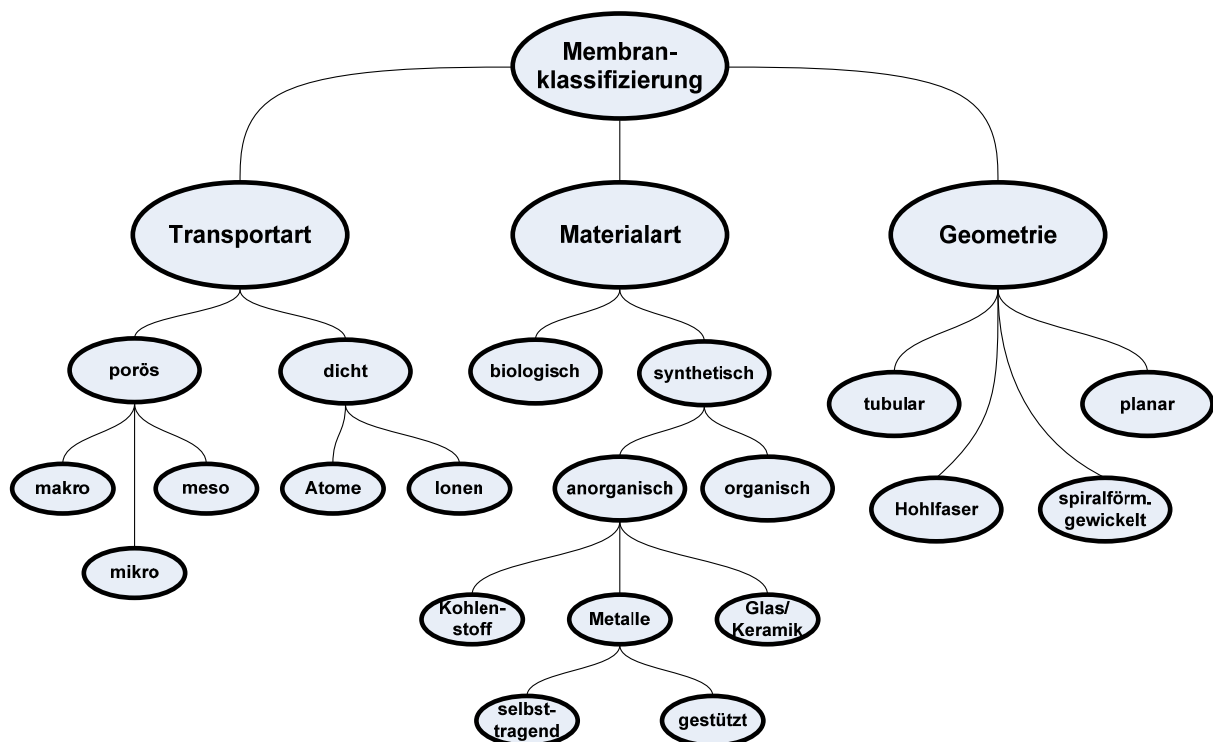 Membran-
klassifizierung
Transportart
Materialart
Geometrie
porös
dicht
biologisch
synthetisch
tubular
planar
makro
meso
Atome
Ionen
anorganisch
organisch
Hohlfaser
spiralförm.
gewickelt
mikro
Kohlen-
stoff
Metalle
Glas/
Keramik
selbst-
tragend
gestützt